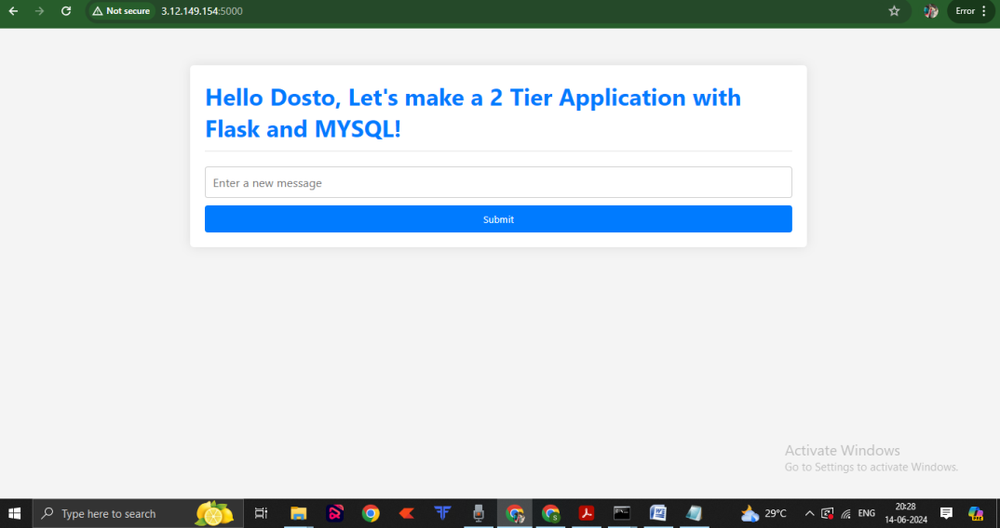 Not secure 3.12.149.154:5000
Error
Hello Dosto, Let's make a 2 Tier Application with
Flask and MYSQL!
Enter a new message
Submit
Activate Windows
Go to Settings to activate Windows.
Type here to search
29°C
ENG
20:28
14-06-2024